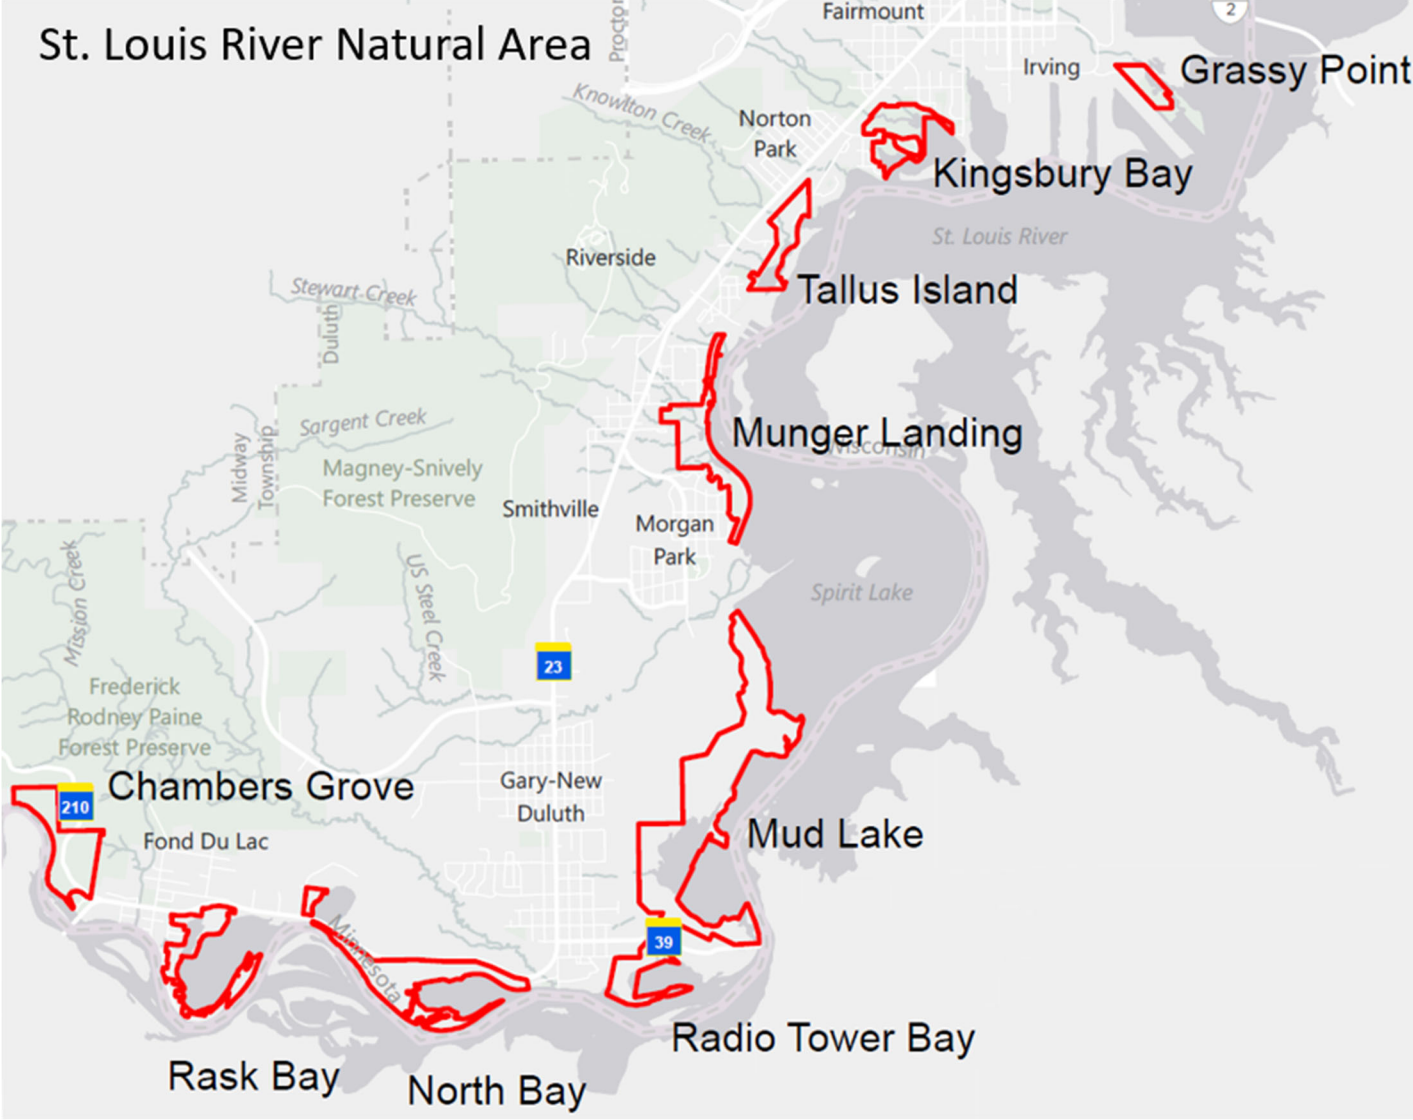 St. Louis River Natural Area
Fairmount
2
Proctor
Irving
Grassy Point
Knowlton Creek
Norton
Park
Kingsbury Bay
St. Louis River
Riverside
Tallus Island
Stewart Creek
Duluth
Sargent Creek
Munger Landing
Wisconsin
Midway
Township
Magney-Snively
Forest Preserve
Smithville
Morgan
Park
Mission Creek
US Steel Creek
Spirit Lake
23
Frederick
Rodney Paine
Forest Preserve
Chambers Grove
210
Gary-New
Duluth
Fond Du Lac
Mud Lake
Minnesota
39
Radio Tower Bay
Rask Bay
North Bay